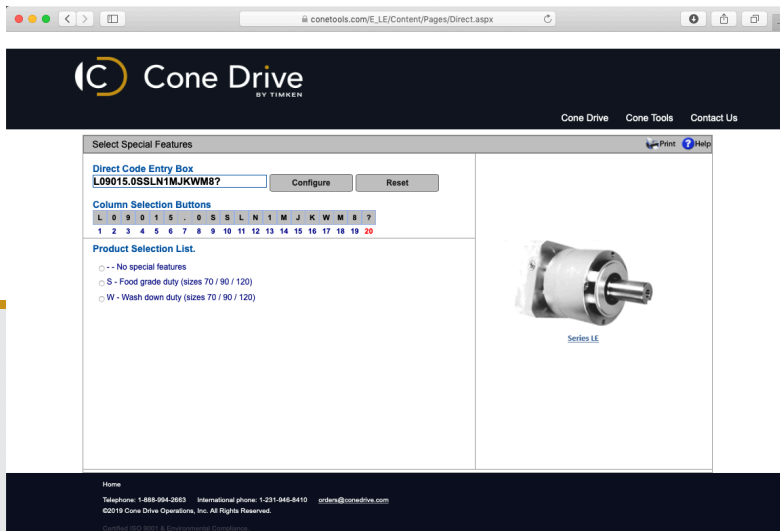 conetools.com/E_LE/Content/Pages/Direct.aspx
Cone Drive
BY TIMKEN
Cone Drive Cone Tools Contact Us
Select Special Features Print Help
Direct Code Entry Box
L09015.0SSLN1MJKWM8? Configure Reset
Column Selection Buttons
L 0 9 0 1 5 . 0 S S L N 1 M J K W M 8 ?
1 2 3 4 5 6 7 8 9 10 11 12 13 14 15 16 17 18 19 20
Product Selection List.
- - No special features
S - Food grade duty (sizes 70 / 90 / 120)
W - Wash down duty (sizes 70 / 90 / 120)
Series LE
Home
Telephone: 1-888-994-2663 International phone: 1-231-946-8410 orders@conedrive.com
©2019 Cone Drive Operations, Inc. All Rights Reserved.
Certified ISO 9001 & Environmental Compliance.